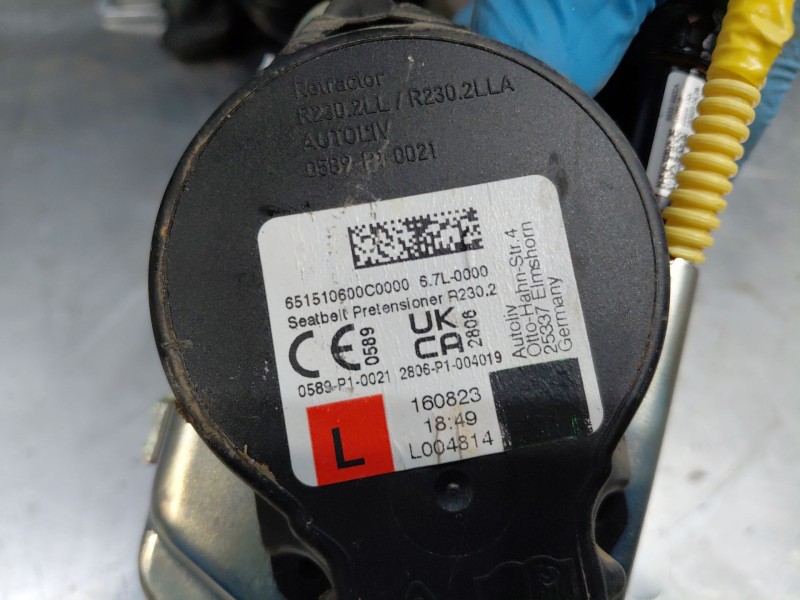 Retractor
R230.2LL / R230.2LLA
AUTOLIV
0589-P1-0021
651510600C0000 6.7L-0000
Seatbelt Pretensioner R230.2
CE 0589
UK
CA 2806
0589-P1-0021 2806-P1-004019
Autoliv
Otto-Hahn-Str.4
25337 Elmshorn
Germany
L
160823
18:49
L004814